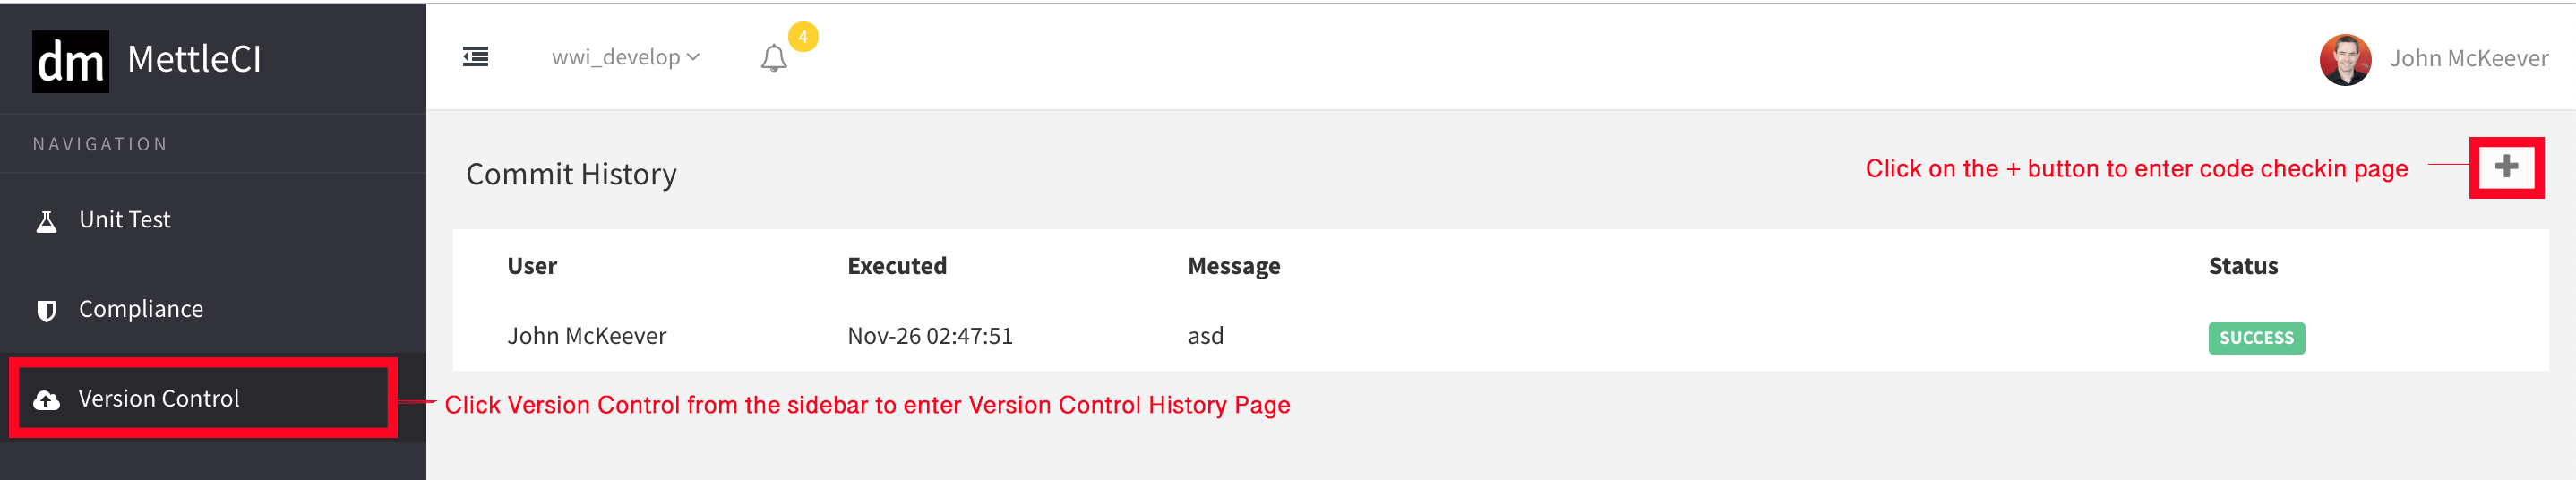 dm MettleCI
wwi_develop
4
John McKeever
NAVIGATION
Unit Test
Compliance
Version Control
Commit History
Click on the + button to enter code checkin page
User Executed Message Status
John McKeever Nov-26 02:47:51 asd SUCCESS
Click Version Control from the sidebar to enter Version Control History Page